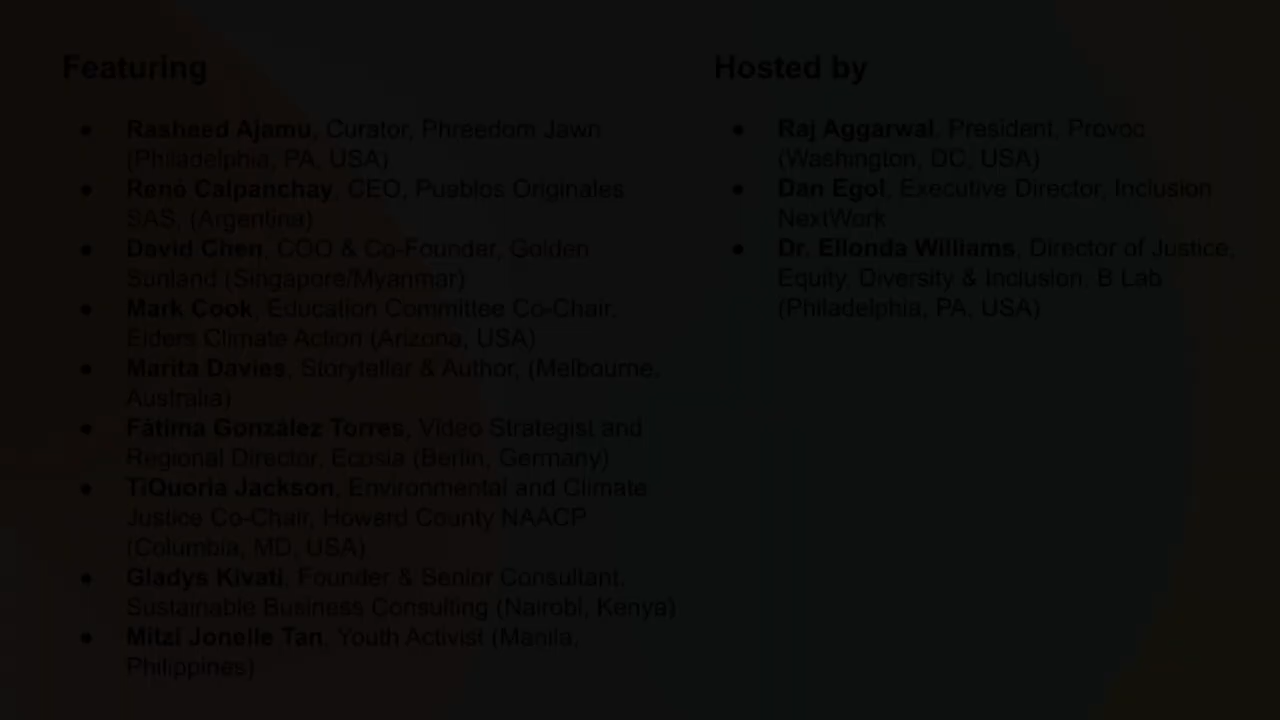 Featuring
● Rasheed Ajamu, Curator, Phreedom Jawn
(Philadelphia, PA, USA)
● René Calpanchay, CEO, Pueblos Originales
SAS, (Argentina)
● David Chen, COO & Co-Founder, Golden
Sunland (Singapore/Myanmar)
● Mark Cook, Education Committee Co-Chair,
Elders Climate Action (Arizona, USA)
● Marita Davies, Storyteller & Author, (Melbourne,
Australia)
● Fátima González Torres, Video Strategist and
Regional Director, Ecosia (Berlin, Germany)
● TiQuoria Jackson, Environmental and Climate
Justice Co-Chair, Howard County NAACP
(Columbia, MD, USA)
● Gladys Kivati, Founder & Senior Consultant,
Sustainable Business Consulting (Nairobi, Kenya)
● Mitzi Jonelle Tan, Youth Activist (Manila,
Philippines)
Hosted by
● Raj Aggarwal, President, Provoc
(Washington, DC, USA)
● Dan Egol, Executive Director, Inclusion
NextWork
● Dr. Ellonda Williams, Director of Justice,
Equity, Diversity & Inclusion, B Lab
(Philadelphia, PA, USA)